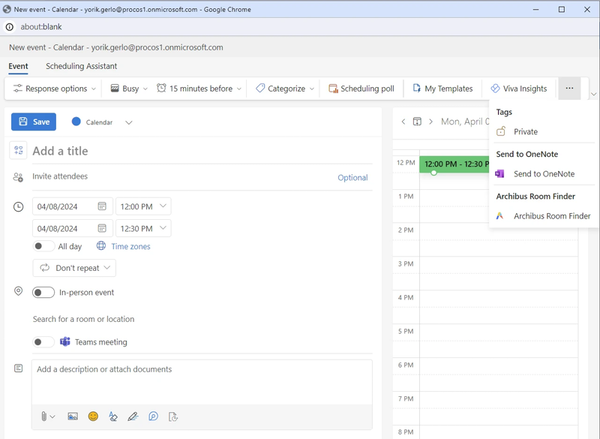 New event - Calendar - yorik.gerlo@procos1.onmicrosoft.com - Google Chrome
about:blank
New event - Calendar - yorik.gerlo@procos1.onmicrosoft.com
Event Scheduling Assistant
Response options Busy 15 minutes before Categorize Scheduling poll My Templates Viva Insights ...
Save Calendar
Add a title
Invite attendees Optional
04/08/2024 12:00 PM
04/08/2024 12:30 PM
All day Time zones
Don't repeat
In-person event
Search for a room or location
Teams meeting
Add a description or attach documents
Mon, April 0
12 PM 12:00 PM - 12:30 P
1 PM
2 PM
3 PM
4 PM
5 PM
6 PM
7 PM
8 PM
Tags
Private
Send to OneNote
Send to OneNote
Archibus Room Finder
Archibus Room Finder